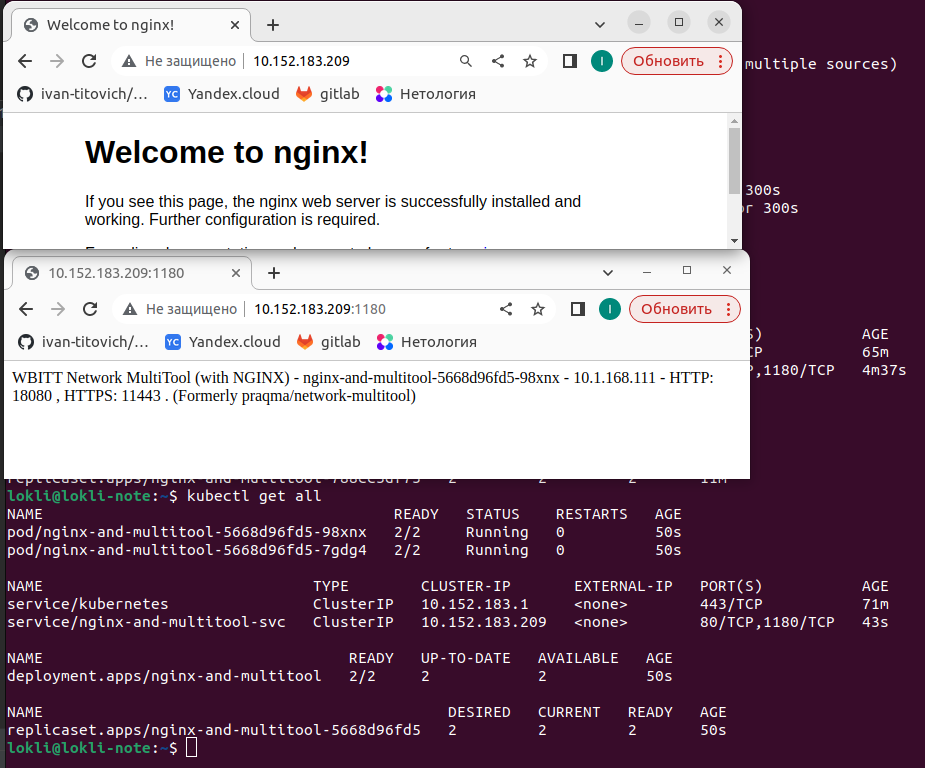 Welcome to nginx!
Не защищено | 10.152.183.209
Обновить
ivan-titovich/... Yandex.cloud gitlab Нетология
Welcome to nginx!
If you see this page, the nginx web server is successfully installed and
working. Further configuration is required.
multiple sources)
300s
or 300s
10.152.183.209:1180
Не защищено | 10.152.183.209:1180
Обновить
ivan-titovich/... Yandex.cloud gitlab Нетология
WBITT Network MultiTool (with NGINX) - nginx-and-multitool-5668d96fd5-98xnx - 10.1.168.111 - HTTP:
18080 , HTTPS: 11443 . (Formerly praqma/network-multitool)
AGE
65m
,1180/TCP 4m37s
lokli@lokli-note:~$ kubectl get all
NAME READY STATUS RESTARTS AGE
pod/nginx-and-multitool-5668d96fd5-98xnx 2/2 Running 0 50s
pod/nginx-and-multitool-5668d96fd5-7gdg4 2/2 Running 0 50s
NAME TYPE CLUSTER-IP EXTERNAL-IP PORT(S) AGE
service/kubernetes ClusterIP 10.152.183.1 <none> 443/TCP 71m
service/nginx-and-multitool-svc ClusterIP 10.152.183.209 <none> 80/TCP,1180/TCP 43s
NAME READY UP-TO-DATE AVAILABLE AGE
deployment.apps/nginx-and-multitool 2/2 2 2 50s
NAME DESIRED CURRENT READY AGE
replicaset.apps/nginx-and-multitool-5668d96fd5 2 2 2 50s
lokli@lokli-note:~$